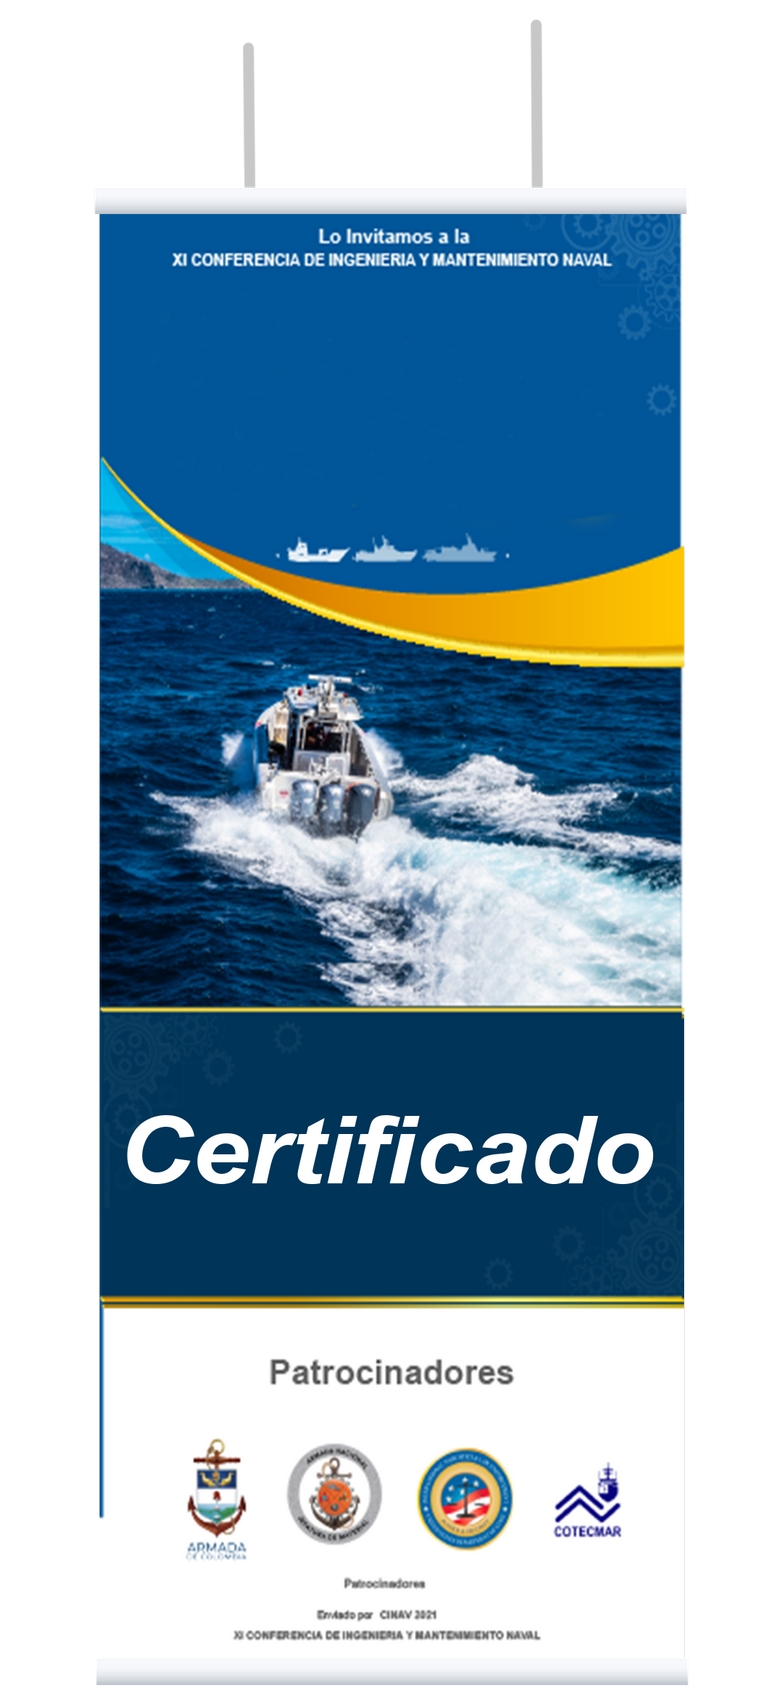 Lo Invitamos a la
XI CONFERENCIA DE INGENIERIA Y MANTENIMIENTO NAVAL
Certificado
Patrocinadores
ARMADA NACIONAL
JEFATURA DE MATERIAL
ARMADA
DE COLOMBIA
COTECMAR
Patrocinadores
Enviado por CINAV 2021
XI CONFERENCIA DE INGENIERIA Y MANTENIMIENTO NAVAL